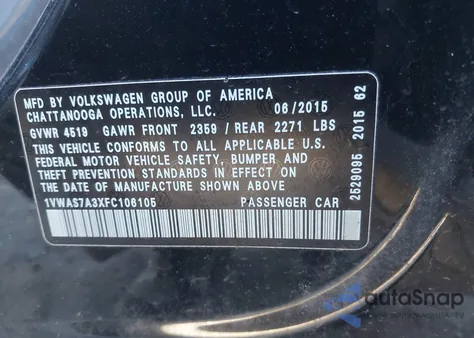 MFD BY VOLKSWAGEN GROUP OF AMERICA
CHATTANOOGA OPERATIONS, LLC. 06/2015
GVWR 4519 GAWR FRONT 2359 / REAR 2271 LBS
THIS VEHICLE CONFORMS TO ALL APPLICABLE U.S.
FEDERAL MOTOR VEHICLE SAFETY, BUMPER AND
THEFT PREVENTION STANDARDS IN EFFECT ON
THE DATE OF MANUFACTURE SHOWN ABOVE
1VWAS7A3XFC106105 PASSENGER CAR
2529095 2015 62
autoSnap